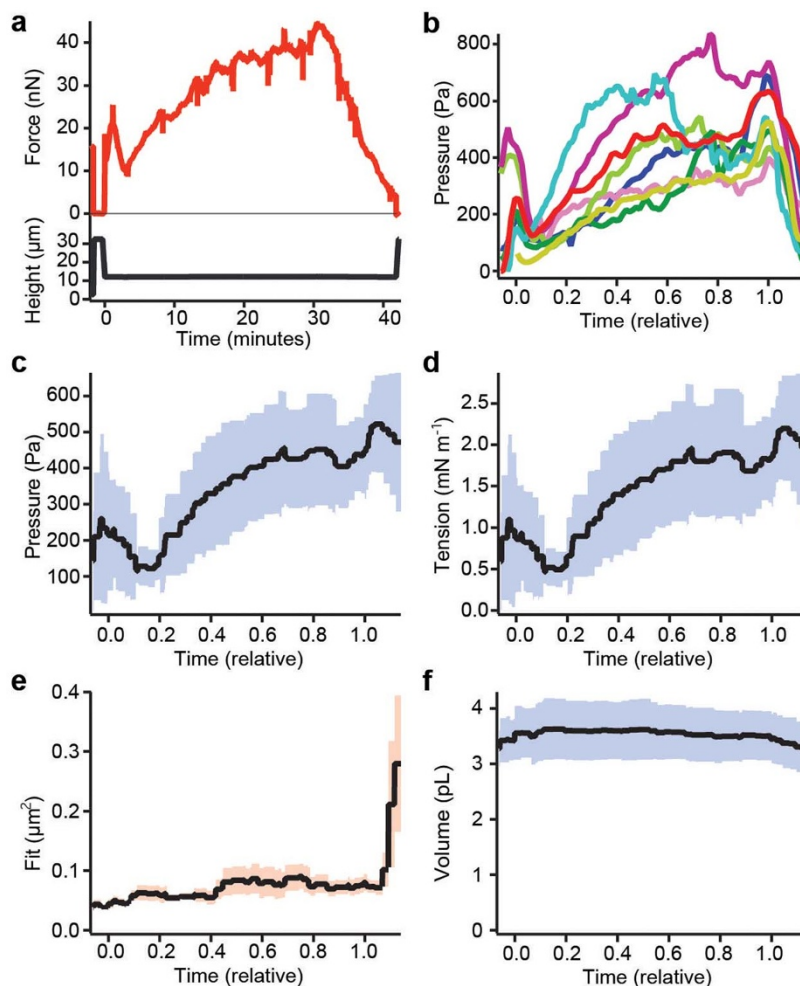 a
Force (nN)
40
30
20
10
0
Height (µm)
30
20
10
0
0 10 20 30 40
Time (minutes)
b
Pressure (Pa)
800
600
400
200
0
0.0 0.2 0.4 0.6 0.8 1.0
Time (relative)
c
Pressure (Pa)
600
500
400
300
200
100
0.0 0.2 0.4 0.6 0.8 1.0
Time (relative)
d
Tension (mN m⁻¹)
2.5
2.0
1.5
1.0
0.5
0.0
0.0 0.2 0.4 0.6 0.8 1.0
Time (relative)
e
Fit (µm²)
0.4
0.3
0.2
0.1
0.0
0.0 0.2 0.4 0.6 0.8 1.0
Time (relative)
f
Volume (pL)
4
3
2
1
0
0.0 0.2 0.4 0.6 0.8 1.0
Time (relative)